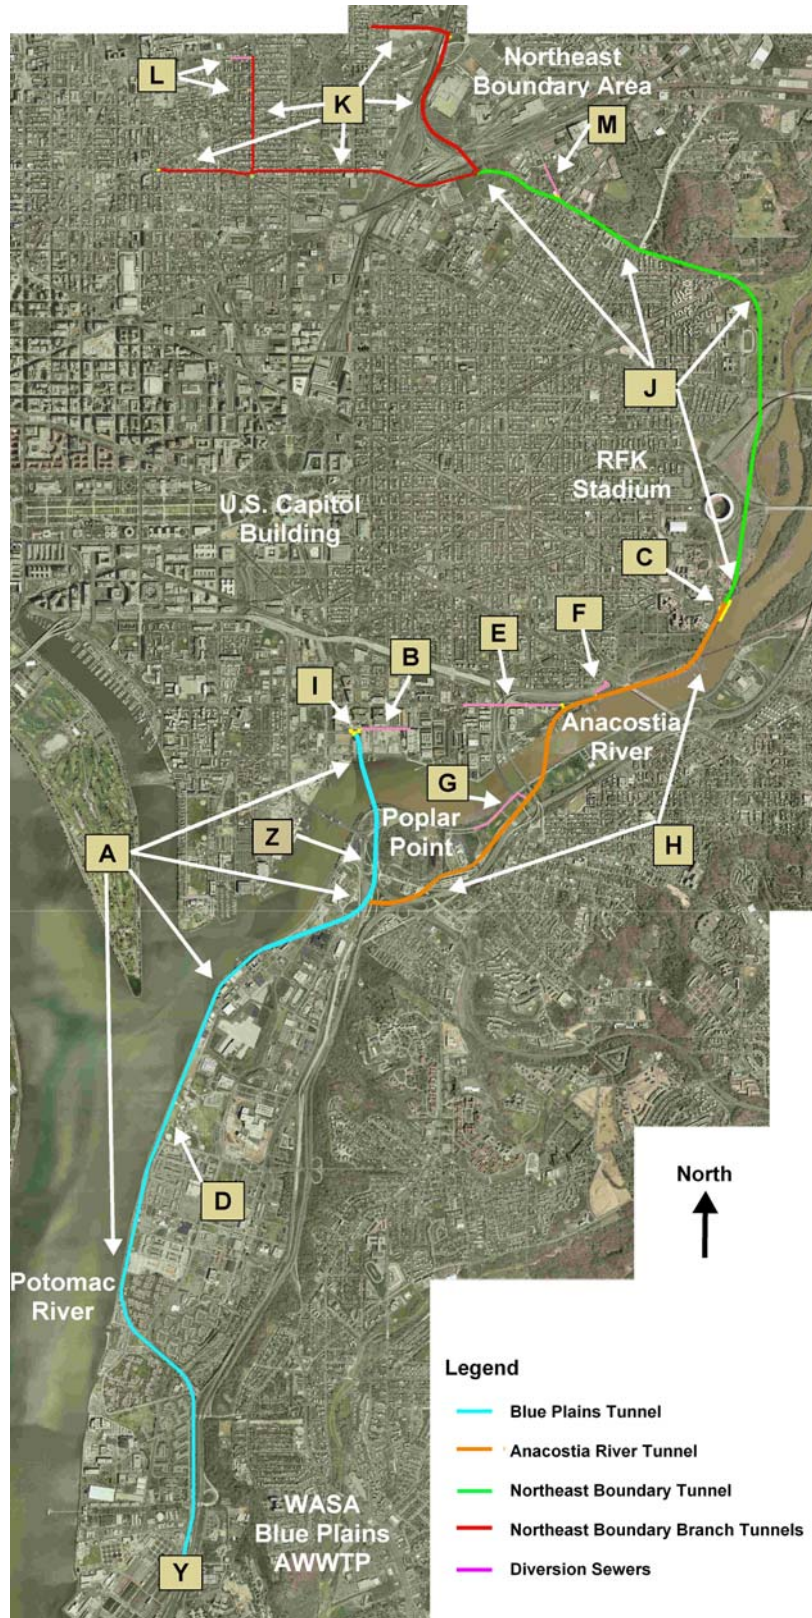 Northeast
Boundary Area
L
K
M
J
RFK
Stadium
U.S. Capitol
Building
C
F
E
B
I
Anacostia
River
G
Poplar
Point
Z
A
H
D
North
Potomac
River
Legend
Blue Plains Tunnel
Anacostia River Tunnel
Northeast Boundary Tunnel
Northeast Boundary Branch Tunnels
Diversion Sewers
WASA
Blue Plains
AWWTP
Y